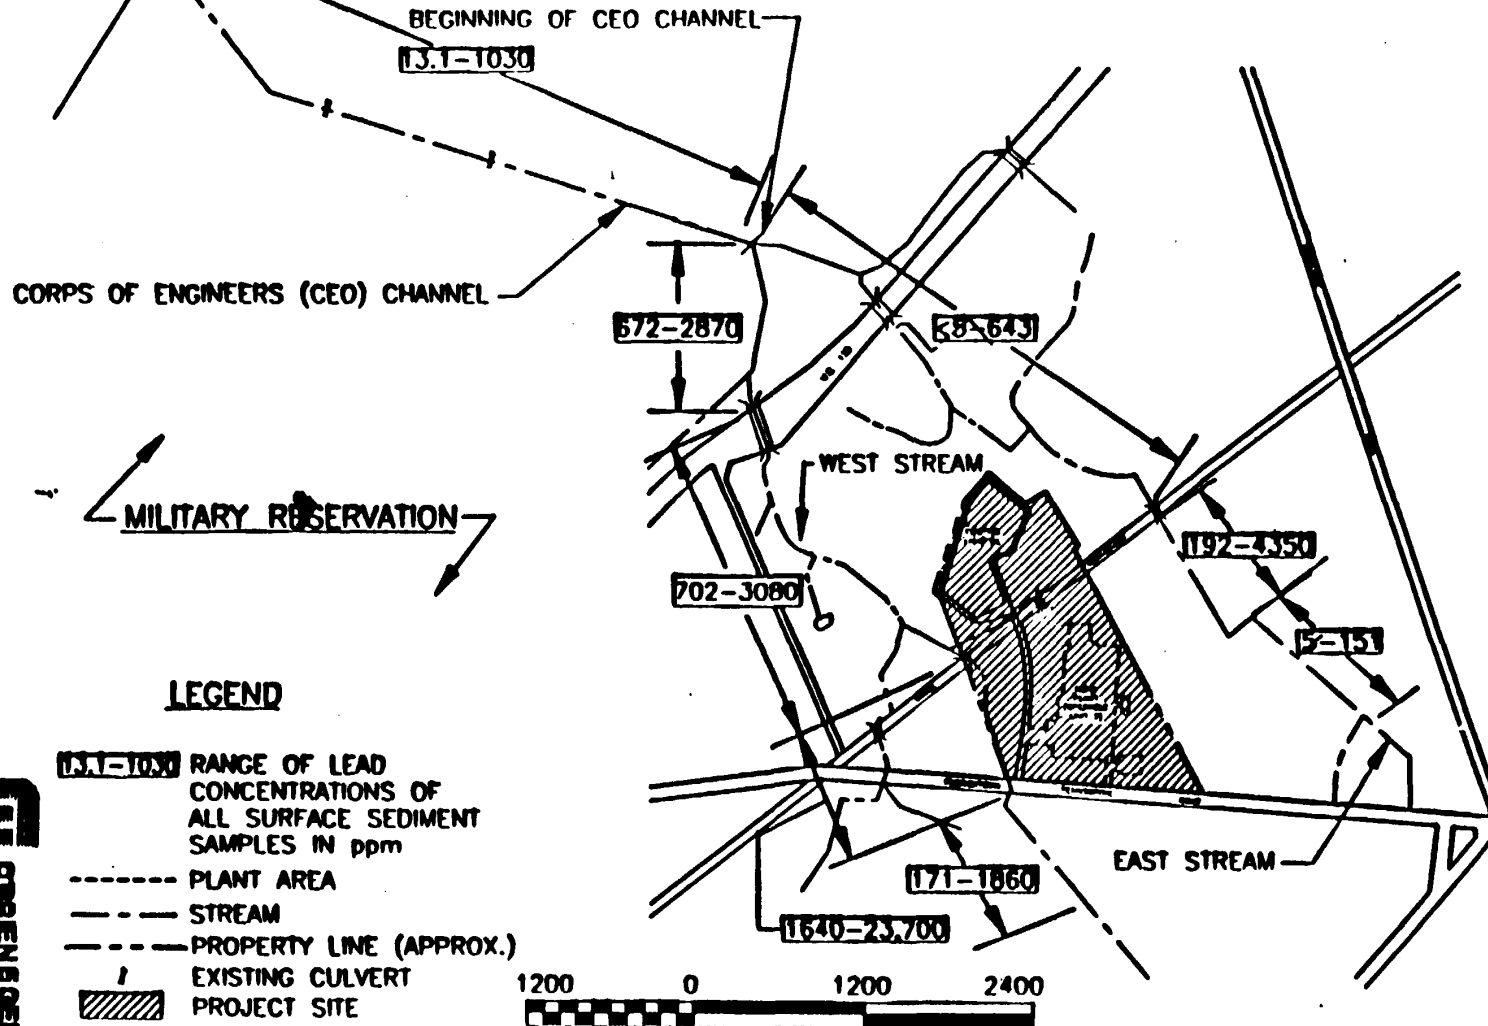 BEGINNING OF CEO CHANNEL
13.1-1030
CORPS OF ENGINEERS (CEO) CHANNEL
672-2870
<8-643
WEST STREAM
MILITARY RESERVATION
192-4350
702-3080
5-151
LEGEND
13.1-1030 RANGE OF LEAD
CONCENTRATIONS OF
ALL SURFACE SEDIMENT
SAMPLES IN ppm
PLANT AREA
STREAM
PROPERTY LINE (APPROX.)
EXISTING CULVERT
PROJECT SITE
EAST STREAM
171-1860
1640-23,700
1200 0 1200 2400